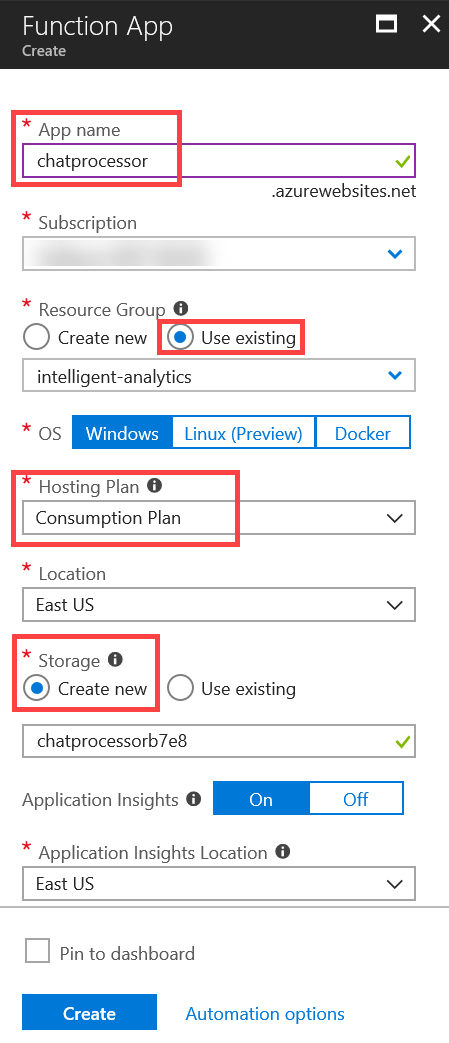 Function App
Create
* App name
chatprocessor
.azurewebsites.net
* Subscription
* Resource Group
Create new Use existing
intelligent-analytics
* OS Windows Linux (Preview) Docker
* Hosting Plan
Consumption Plan
* Location
East US
* Storage
Create new Use existing
chatprocessorb7e8
Application Insights On Off
* Application Insights Location
East US
Pin to dashboard
Create Automation options